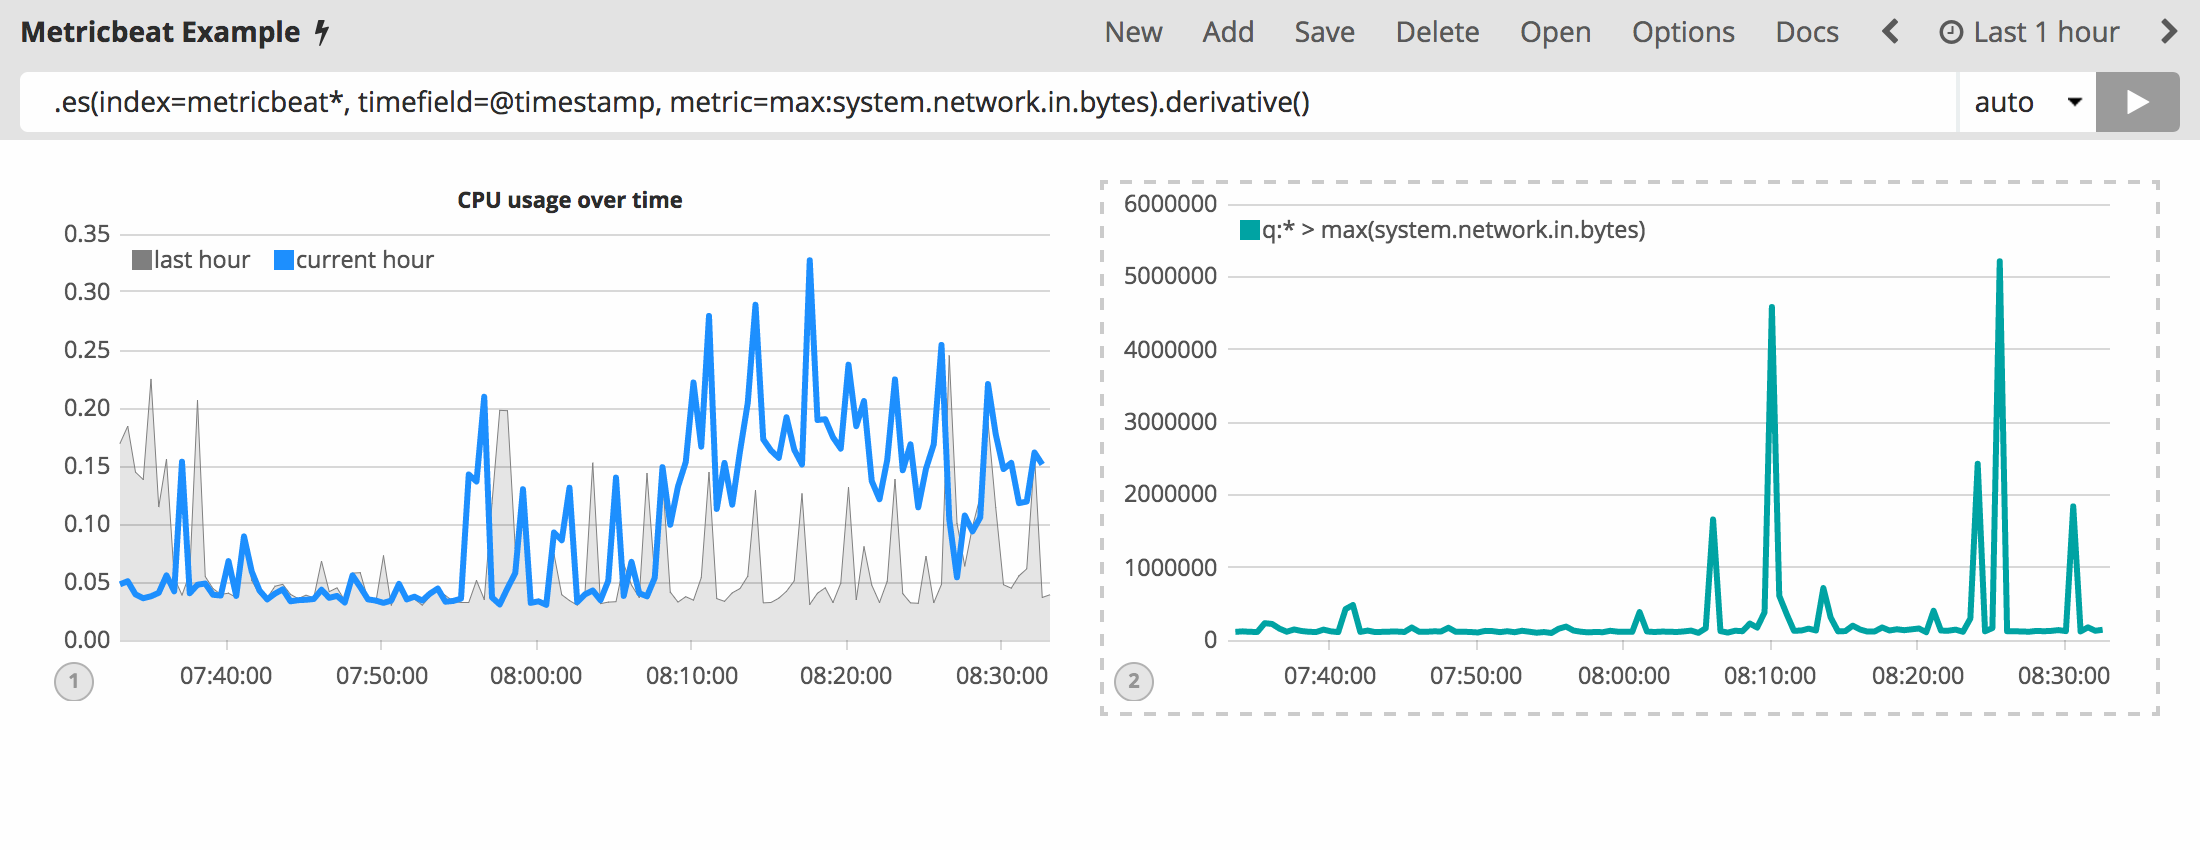 Metricbeat Example New Add Save Delete Open Options Docs Last 1 hour
.es(index=metricbeat*, timefield=@timestamp, metric=max:system.network.in.bytes).derivative() auto
CPU usage over time
last hour current hour
0.35
0.30
0.25
0.20
0.15
0.10
0.05
0.00
07:40:00 07:50:00 08:00:00 08:10:00 08:20:00 08:30:00
1
q:* > max(system.network.in.bytes)
6000000
5000000
4000000
3000000
2000000
1000000
0
07:40:00 07:50:00 08:00:00 08:10:00 08:20:00 08:30:00
2